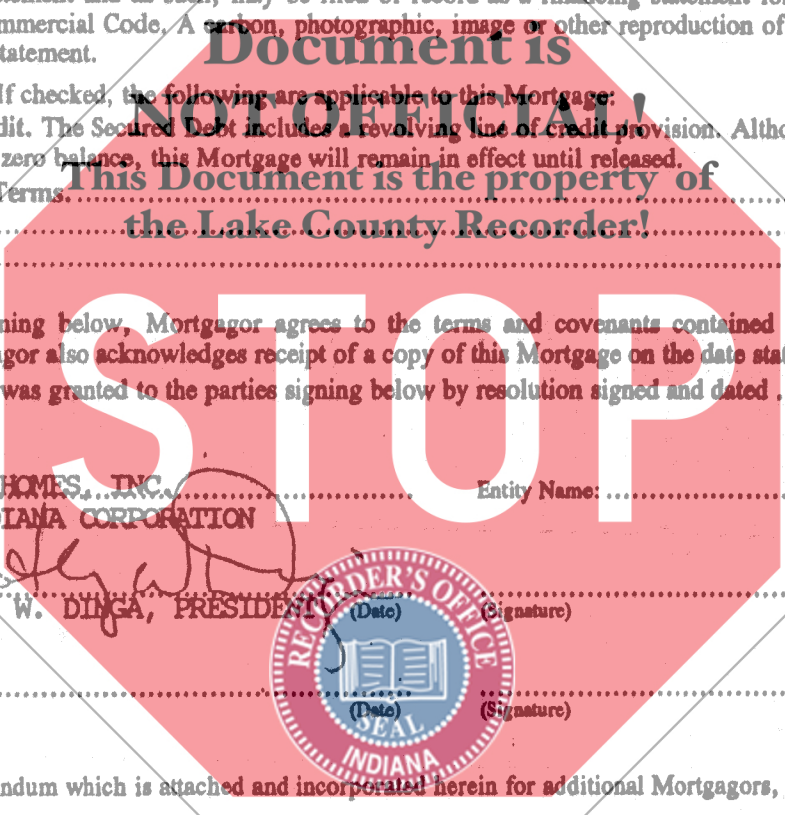 mmercial Code. A carbon, photographic, image or other reproduction of
tatement.
Document is
If checked, the following are applicable to this Mortgage:
NOT OFFICIAL!
dit. The Secured Debt includes a revolving line of credit provision. Altho
zero balance, this Mortgage will remain in effect until released.
This Document is the property of
Terms
the Lake County Recorder!
STOP
ning below, Mortgagor agrees to the terms and covenants contained
gor also acknowledges receipt of a copy of this Mortgage on the date stat
was granted to the parties signing below by resolution signed and dated .
HOMES, INC. Entity Name:
DIANA CORPORATION
W. DINGA, PRESIDENT (Date) (Signature)
RECORDER'S OFFICE
SEAL
INDIANA
(Date) (Signature)
ndum which is attached and incorporated herein for additional Mortgagors,